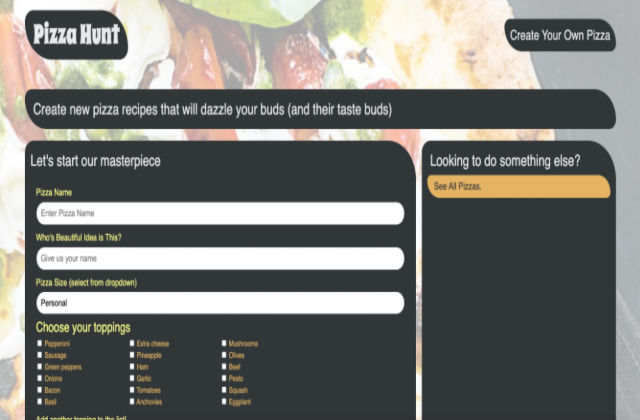 Pizza Hunt
Create Your Own Pizza
Create new pizza recipes that will dazzle your buds (and their taste buds)
Let's start our masterpiece
Pizza Name
Enter Pizza Name
Who's Beautiful Idea is This?
Give us your name
Pizza Size (select from dropdown)
Personal
Choose your toppings
Pepperoni Extra cheese Mushrooms
Sausage Pineapple Olives
Green peppers Ham Beef
Onions Garlic Pesto
Bacon Tomatoes Squash
Basil Anchovies Eggplant
Add another topping to the list!
Looking to do something else?
See All Pizzas.